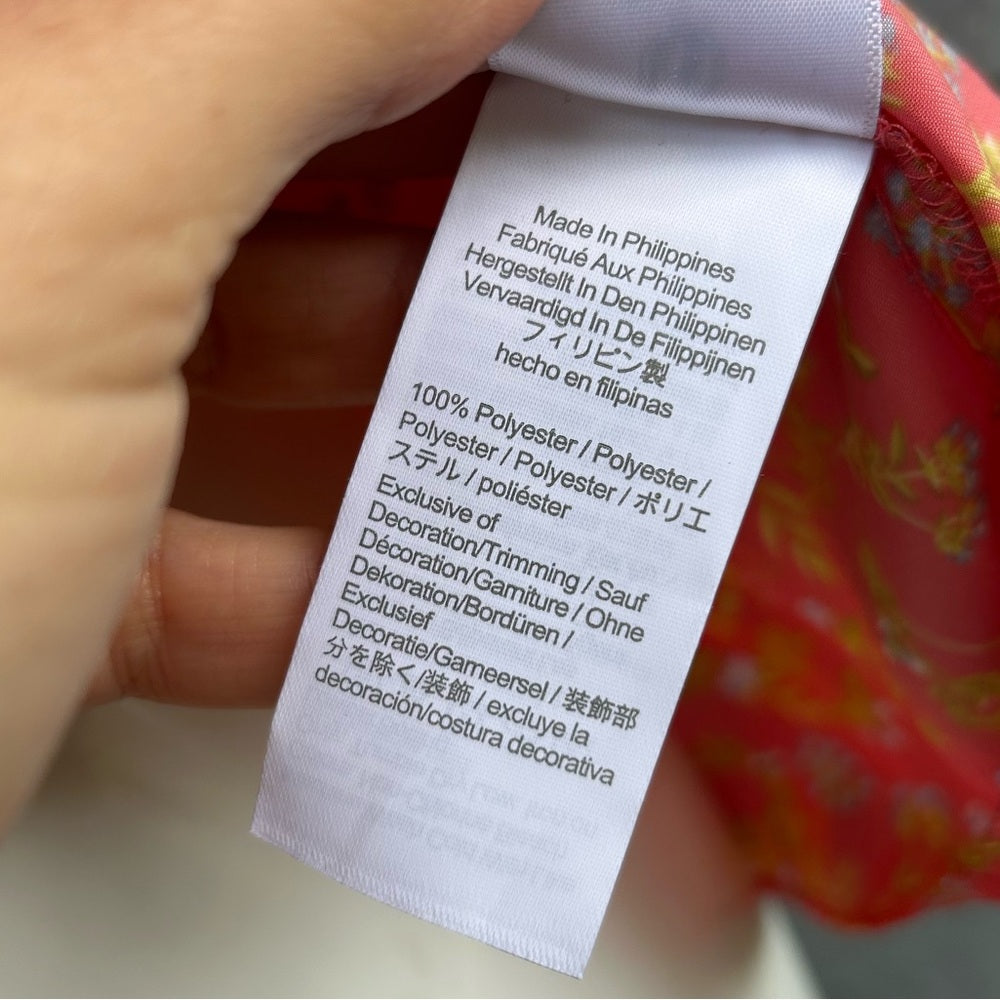 Made In Philippines
Fabriqué Aux Philippines
Hergestellt In Den Philippinen
Vervaardigd In De Filippijnen
フィリピン製
hecho en filipinas
100% Polyester / Polyester /
Polyester / Polyester / ポリエ
ステル / poliéster
Exclusive of
Decoration/Trimming / Sauf
Décoration/Garniture / Ohne
Dekoration/Bordüren /
Exclusief
Decoratie/Gameersel / 装飾部
分を除く/装飾 / excluye la
decoración/costura decorativa